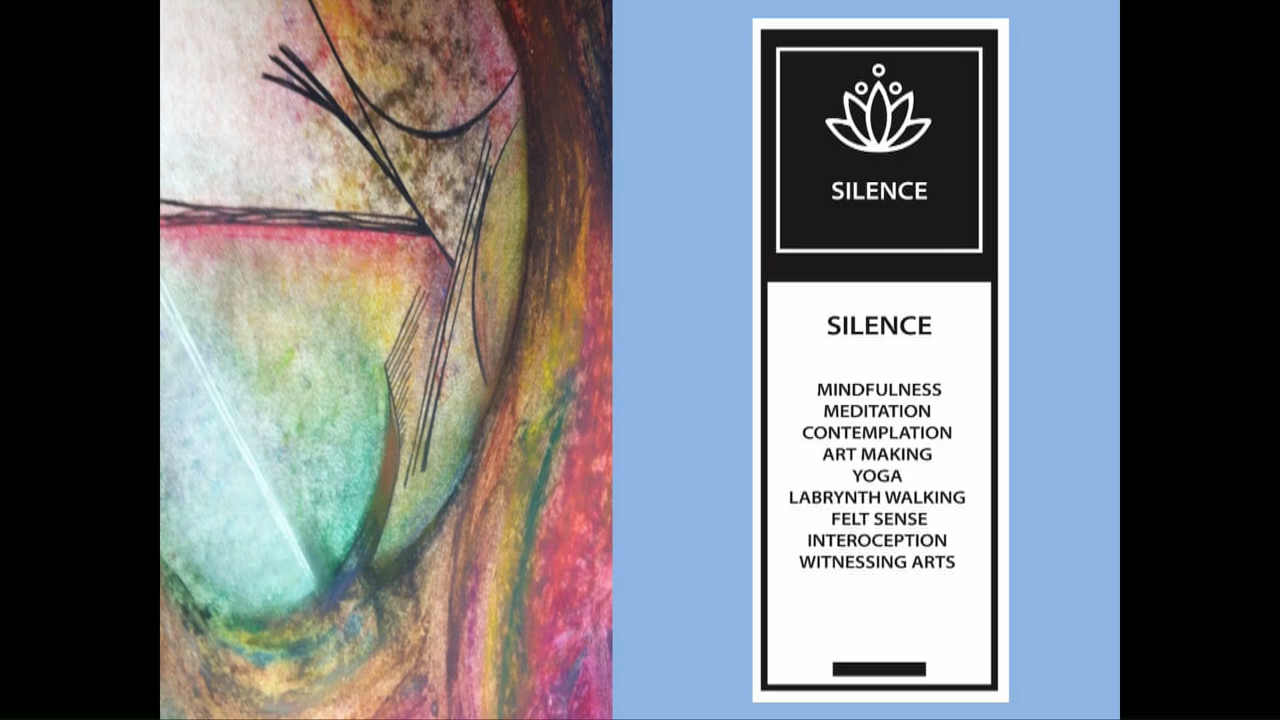 SILENCE
SILENCE
MINDFULNESS
MEDITATION
CONTEMPLATION
ART MAKING
YOGA
LABRYNTH WALKING
FELT SENSE
INTEROCEPTION
WITNESSING ARTS